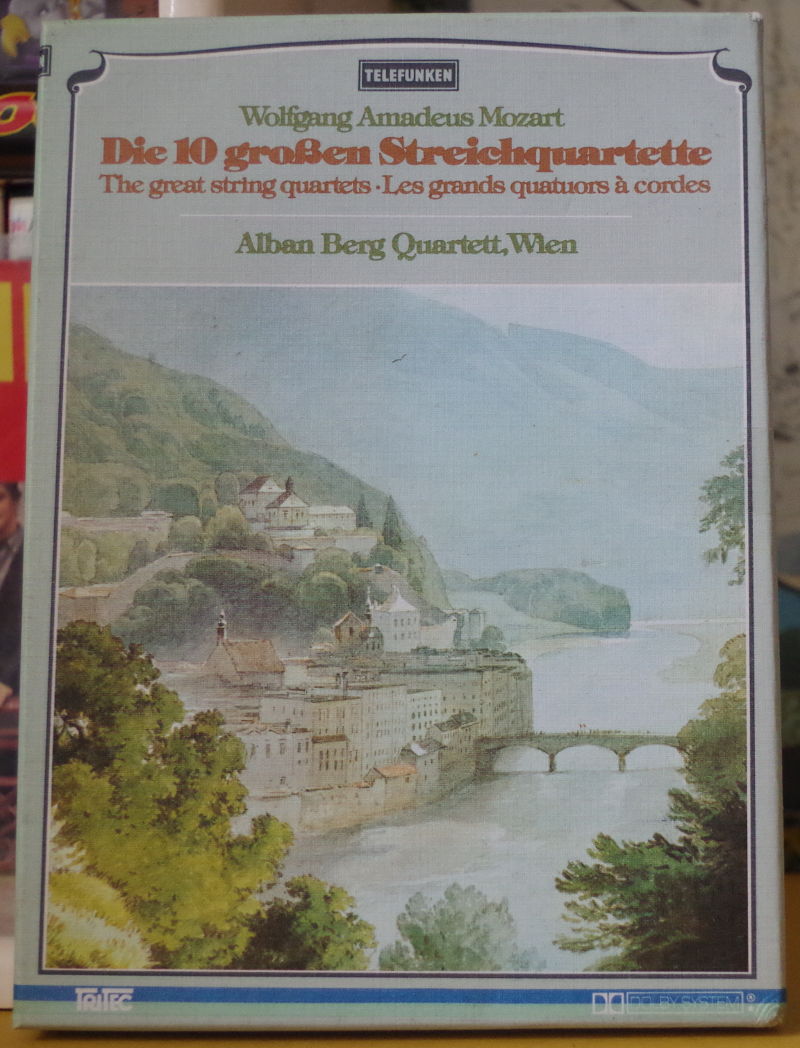 TELEFUNKEN
Wolfgang Amadeus Mozart
Die 10 großen Streichquartette
The great string quartets · Les grands quatuors à cordes
Alban Berg Quartett, Wien
TRITEC
DOLBY SYSTEM®